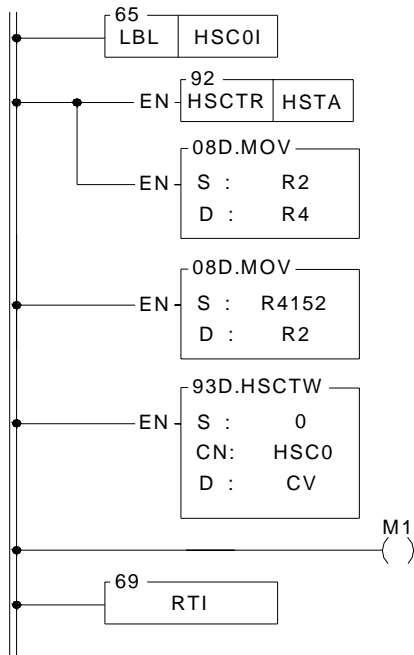 65
LBL HSC0I
92
EN HSCTR HSTA
08D.MOV
EN S : R2
D : R4
08D.MOV
EN S : R4152
D : R2
93D.HSCTW
EN S : 0
CN: HSC0
D : CV
M1
69
RTI